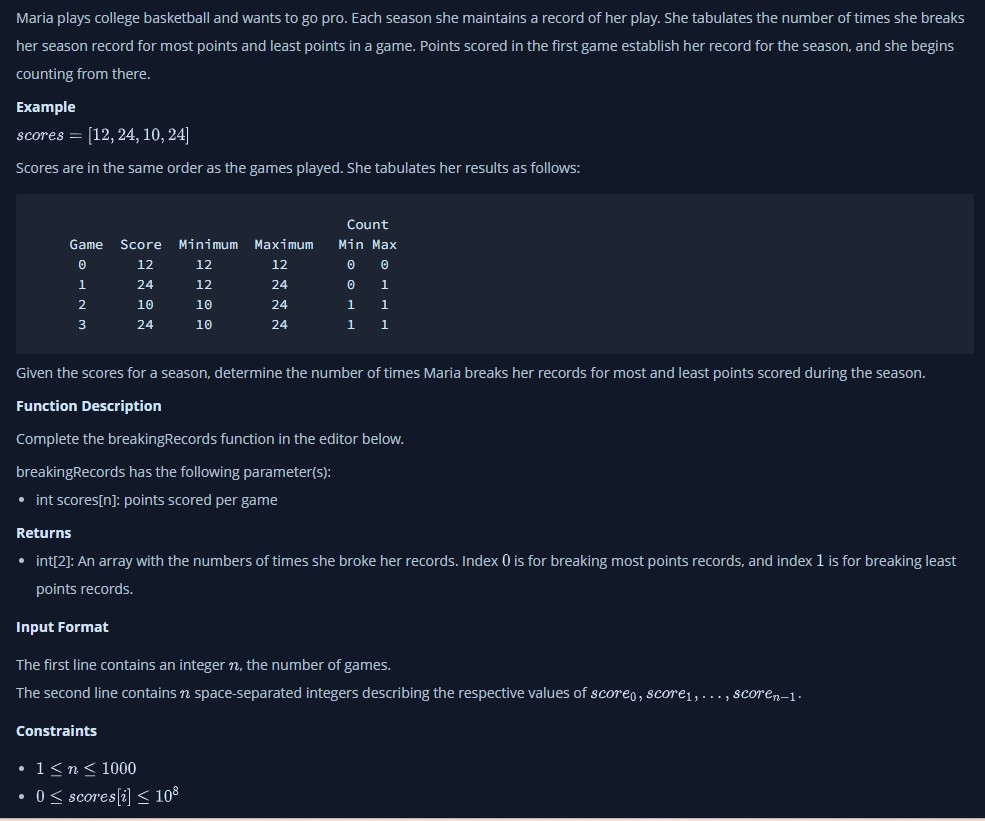 Maria plays college basketball and wants to go pro. Each season she maintains a record of her play. She tabulates the number of times she breaks
her season record for most points and least points in a game. Points scored in the first game establish her record for the season, and she begins
counting from there.
Example
scores = [12, 24, 10, 24]
Scores are in the same order as the games played. She tabulates her results as follows:
Count
Game Score Minimum Maximum Min Max
0 12 12 12 0 0
1 24 12 24 0 1
2 10 10 24 1 1
3 24 10 24 1 1
Given the scores for a season, determine the number of times Maria breaks her records for most and least points scored during the season.
Function Description
Complete the breakingRecords function in the editor below.
breakingRecords has the following parameter(s):
• int scores[n]: points scored per game
Returns
• int[2]: An array with the numbers of times she broke her records. Index 0 is for breaking most points records, and index 1 is for breaking least
points records.
Input Format
The first line contains an integer n, the number of games.
The second line contains n space-separated integers describing the respective values of score₀, score₁, . . . , scoreₙ₋₁.
Constraints
• 1 ≤ n ≤ 1000
• 0 ≤ scores[i] ≤ 10⁸